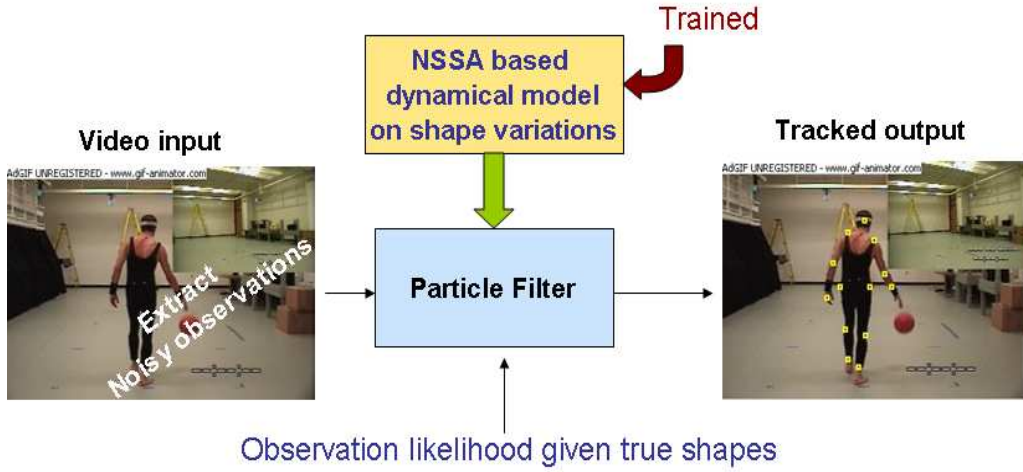 Trained
NSSA based
dynamical model
on shape variations
Video input
AdGIF UNREGISTERED - www.gif-animator.com
Extract
Noisy observations
Particle Filter
Tracked output
AdGIF UNREGISTERED - www.gif-animator.com
Observation likelihood given true shapes